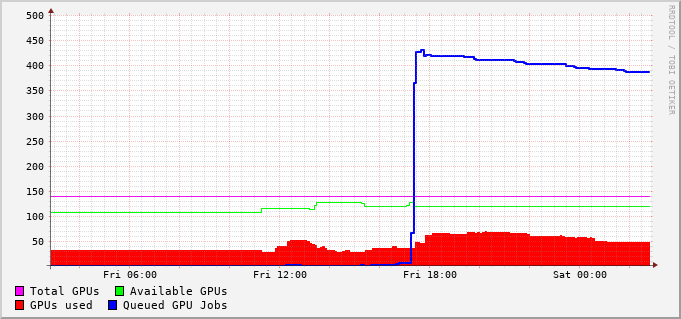 500
450
400
350
300
250
200
150
100
50
Fri 06:00 Fri 12:00 Fri 18:00 Sat 00:00
Total GPUs Available GPUs
GPUs used Queued GPU Jobs
RRDTOOL / TOBI OETIKER